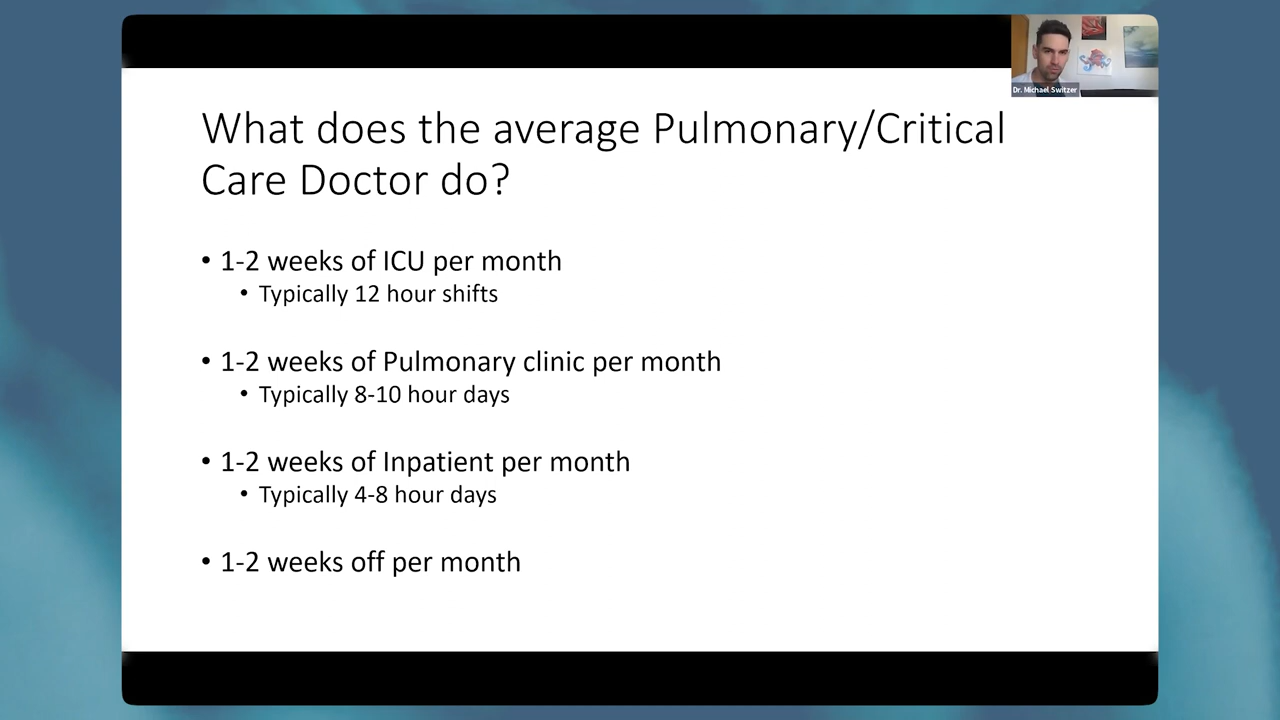 Dr. Michael Switzer
What does the average Pulmonary/Critical
Care Doctor do?
• 1-2 weeks of ICU per month
• Typically 12 hour shifts
• 1-2 weeks of Pulmonary clinic per month
• Typically 8-10 hour days
• 1-2 weeks of Inpatient per month
• Typically 4-8 hour days
• 1-2 weeks off per month